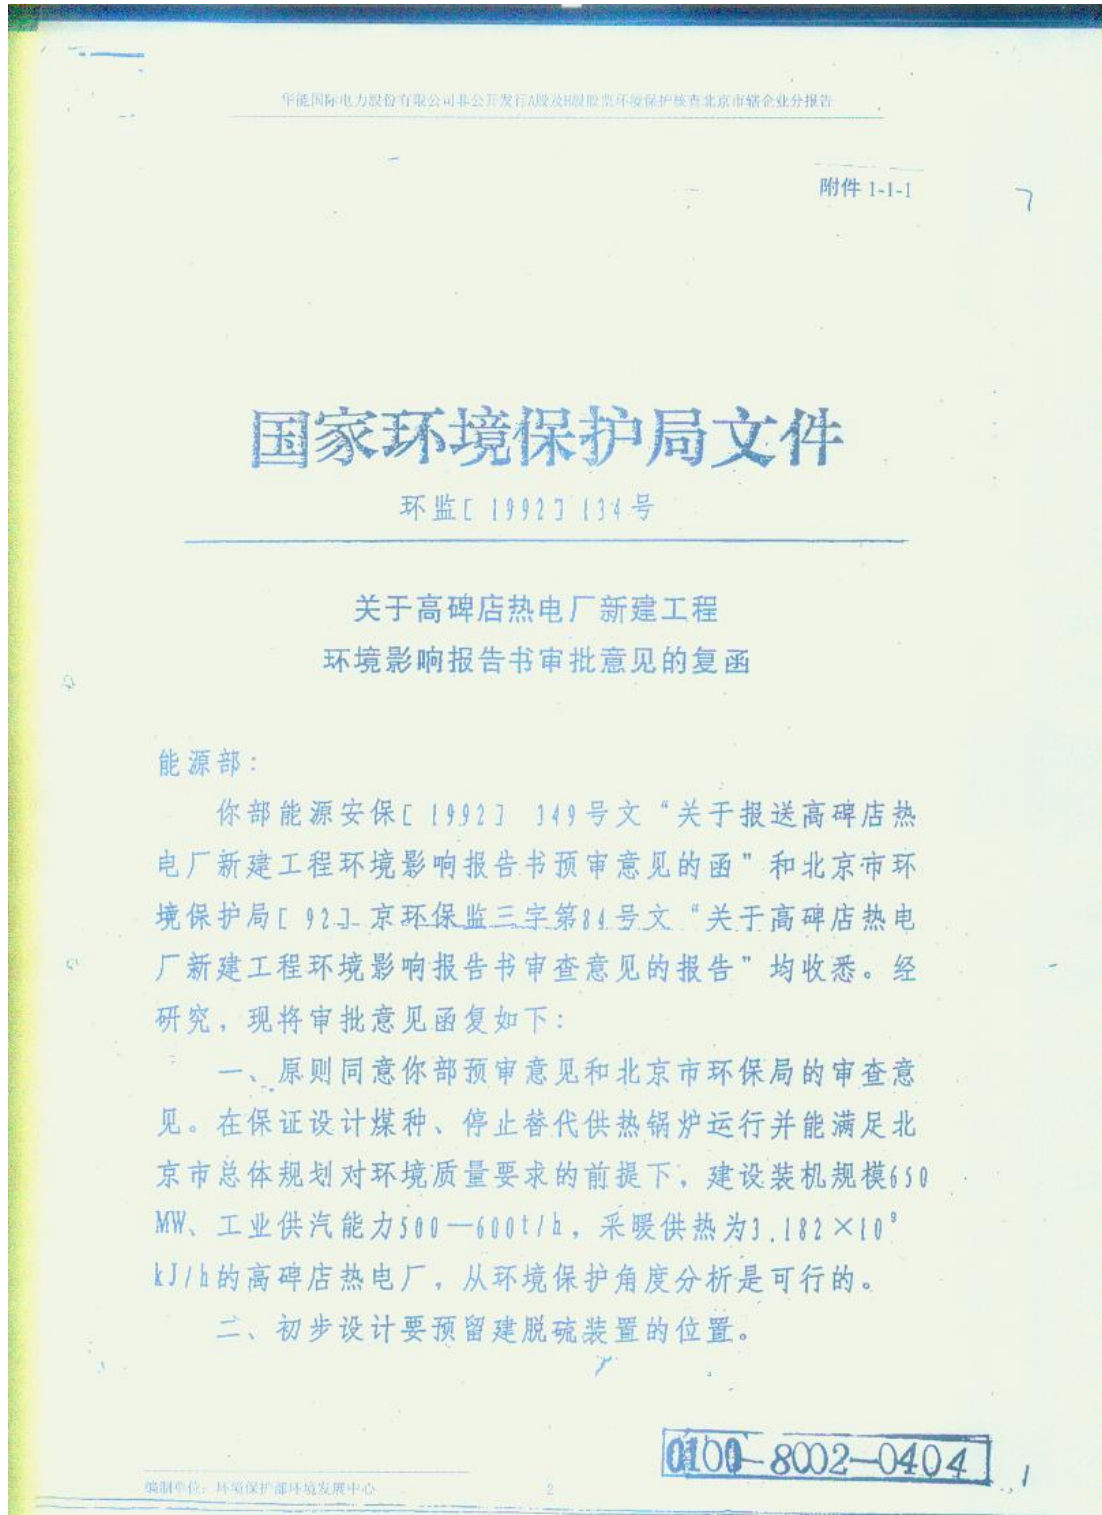 华能国际电力股份有限公司非公开发行A股及H股股票环境保护核查北京市辖企业分报告
附件 1-1-1
国家环境保护局文件
环监[1992]134号
关于高碑店热电厂新建工程
环境影响报告书审批意见的复函
能源部：
你部能源安保[1992] 349号文“关于报送高碑店热
电厂新建工程环境影响报告书预审意见的函”和北京市环
境保护局[92]京环保监三字第84号文“关于高碑店热电
厂新建工程环境影响报告书审查意见的报告”均收悉。经
研究，现将审批意见函复如下：
一、原则同意你部预审意见和北京市环保局的审查意
见。在保证设计煤种、停止替代供热锅炉运行并能满足北
京市总体规划对环境质量要求的前提下，建设装机规模650
MW、工业供汽能力500—600t/h，采暖供热为3.182×10⁹
kJ/h的高碑店热电厂，从环境保护角度分析是可行的。
二、初步设计要预留建脱硫装置的位置。
0100-8002-0404
编制单位：环境保护部环境发展中心
2
1